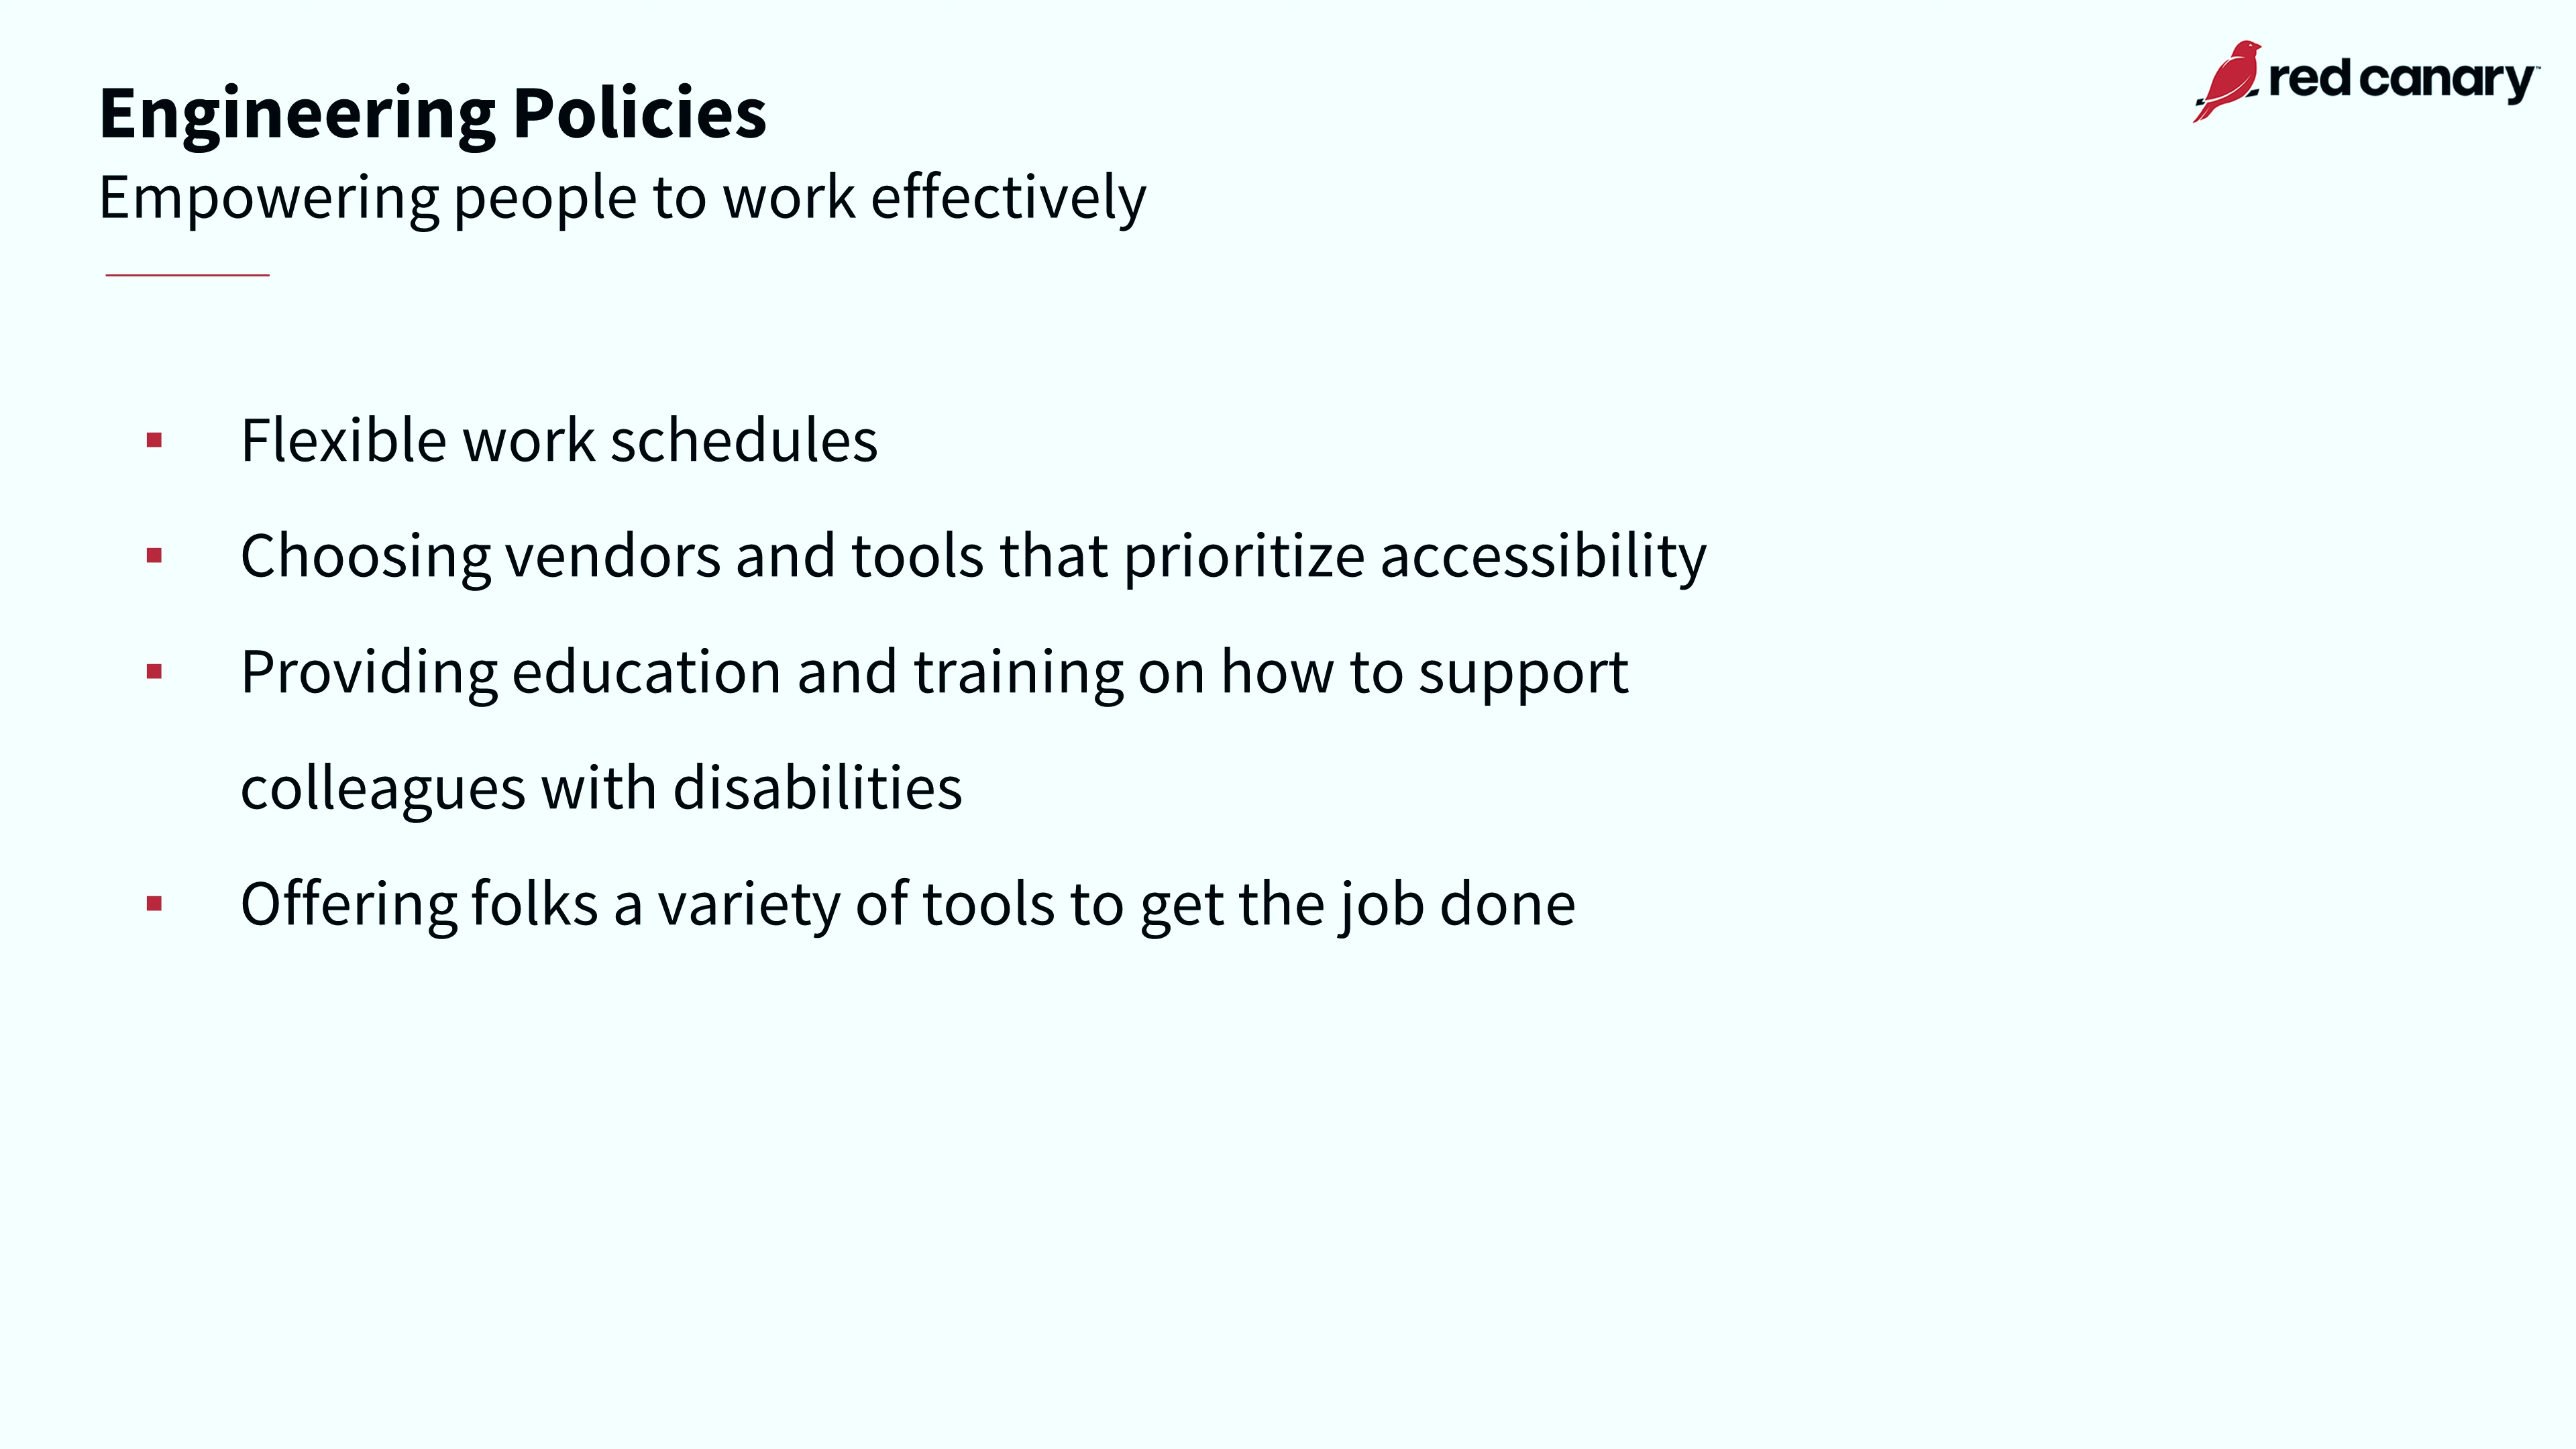 Engineering Policies
red canary™
Empowering people to work effectively
▪ Flexible work schedules
▪ Choosing vendors and tools that prioritize accessibility
▪ Providing education and training on how to support
colleagues with disabilities
▪ Offering folks a variety of tools to get the job done